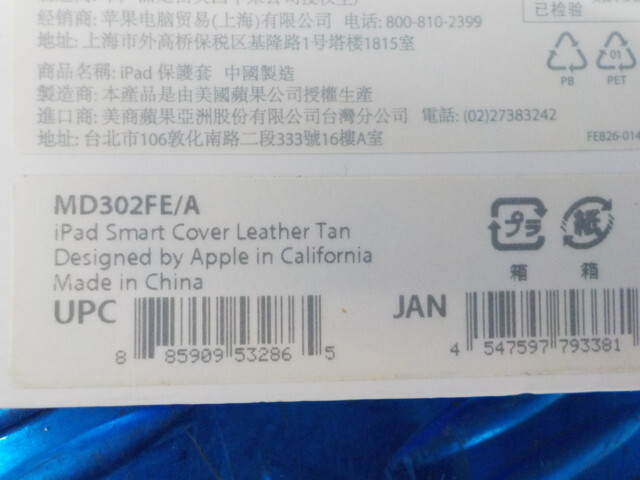 经销商: 苹果电脑贸易(上海)有限公司 电话: 800-810-2399
地址: 上海市外高桥保税区基隆路1号塔楼1815室
已检验
商品名稱: iPad 保護套 中國製造
製造商: 本產品是由美國蘋果公司授權生產
進口商: 美商蘋果亞洲股份有限公司台灣分公司 電話: (02)27383242
地址: 台北市106敦化南路二段333號16樓A室
PB
01
PET
FEB26-014
MD302FE/A
iPad Smart Cover Leather Tan
Designed by Apple in California
Made in China
プラ
箱
紙
箱
UPC
8 85909 53286 5
JAN
4 547597 793381